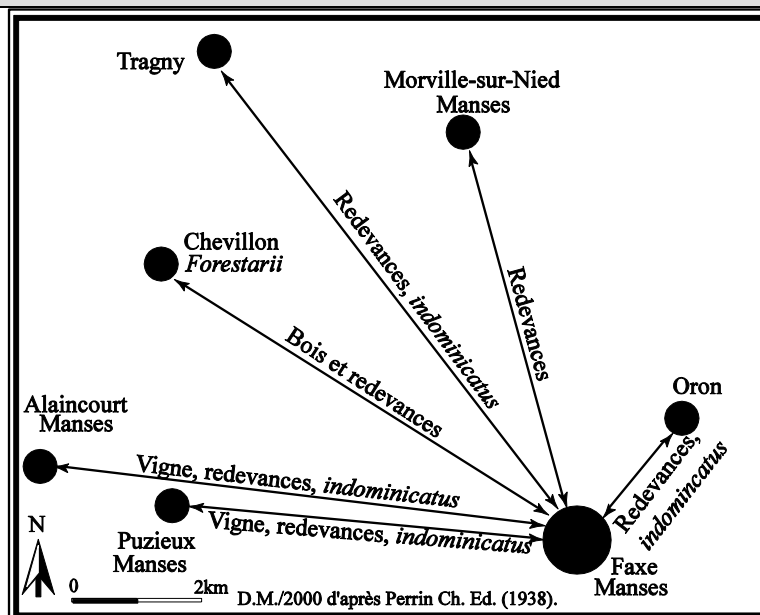 Tragny
Morville-sur-Nied
Manses
Redevances, indominicatus
Redevances
Chevillon
Forestarii
Bois et redevances
Oron
Redevances,
indomincatus
Alaincourt
Manses
Vigne, redevances, indominicatus
Vigne, redevances, indominicatus
Puzieux
Manses
Faxe
Manses
N
0 2km
D.M./2000 d'après Perrin Ch. Ed. (1938).